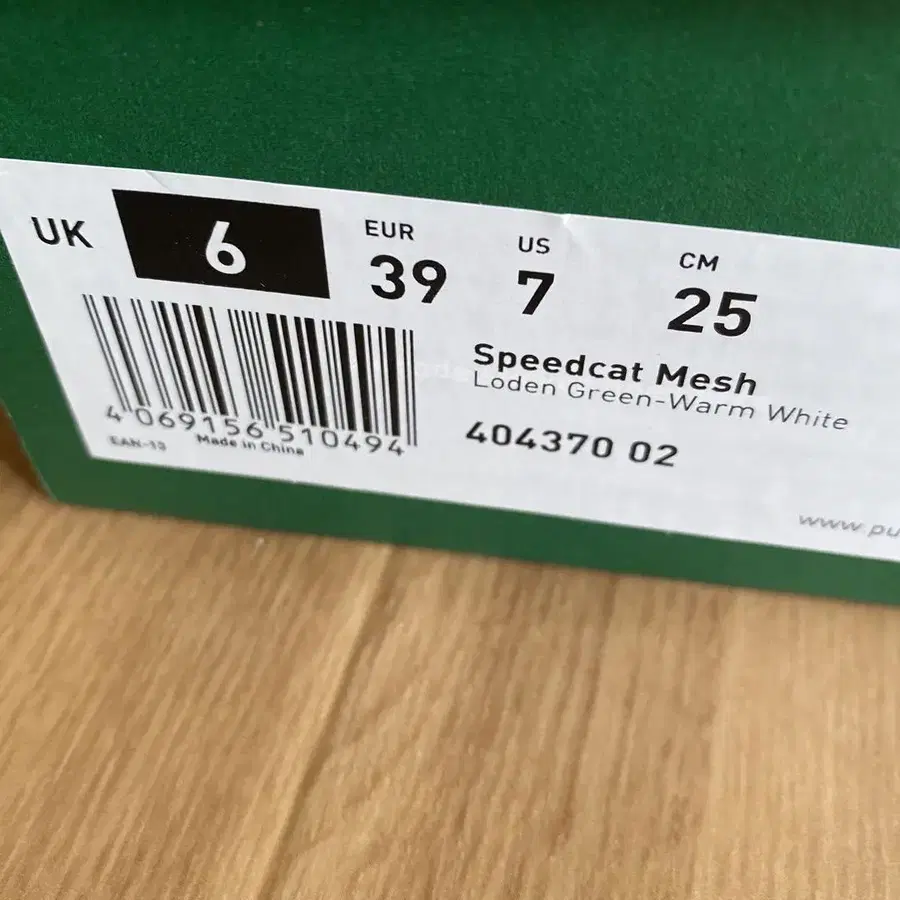 UK 6
EUR 39
US 7
CM 25
4 069156 510494
EAN-13 Made in China
Speedcat Mesh
Loden Green-Warm White
404370 02
www.pu